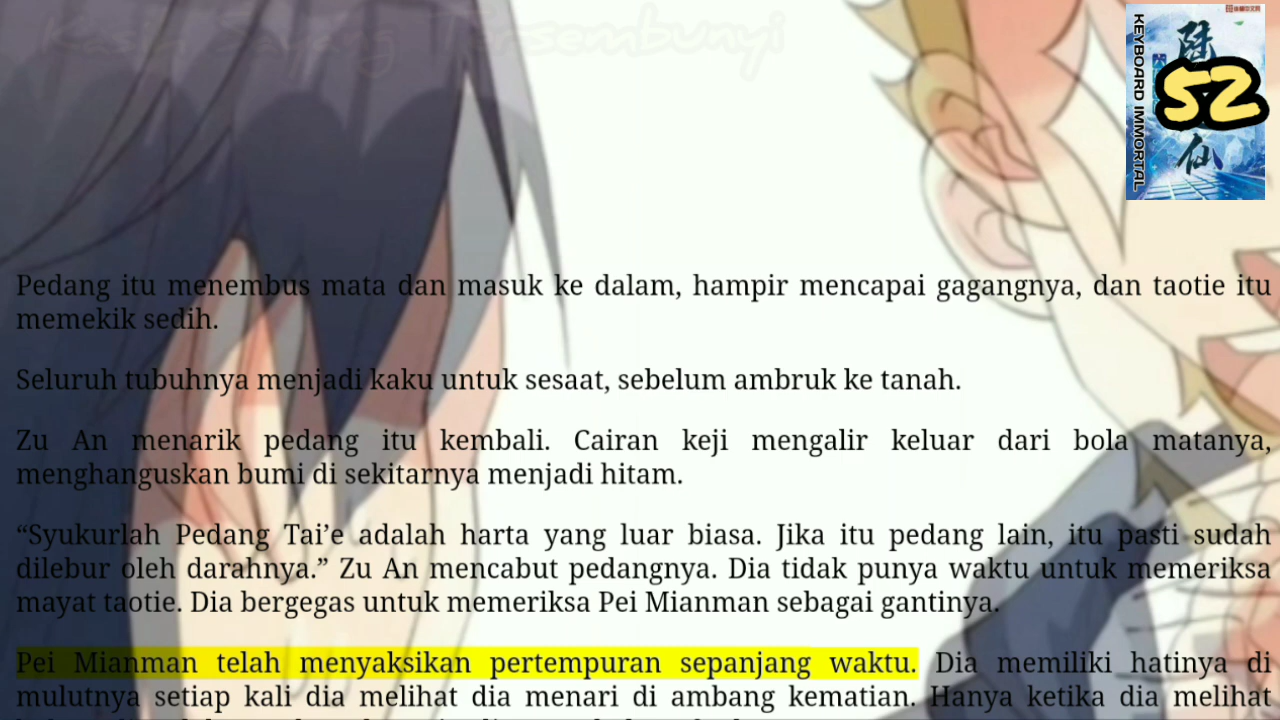 KEYBOARD IMMORTAL
52
Pedang itu menembus mata dan masuk ke dalam, hampir mencapai gagangnya, dan taotie itu
memekik sedih.
Seluruh tubuhnya menjadi kaku untuk sesaat, sebelum ambruk ke tanah.
Zu An menarik pedang itu kembali. Cairan keji mengalir keluar dari bola matanya,
menghanguskan bumi di sekitarnya menjadi hitam.
“Syukurlah Pedang Tai’e adalah harta yang luar biasa. Jika itu pedang lain, itu pasti sudah
dilebur oleh darahnya.” Zu An mencabut pedangnya. Dia tidak punya waktu untuk memeriksa
mayat taotie. Dia bergegas untuk memeriksa Pei Mianman sebagai gantinya.
Pei Mianman telah menyaksikan pertempuran sepanjang waktu. Dia memiliki hatinya di
mulutnya setiap kali dia melihat dia menari di ambang kematian. Hanya ketika dia melihat